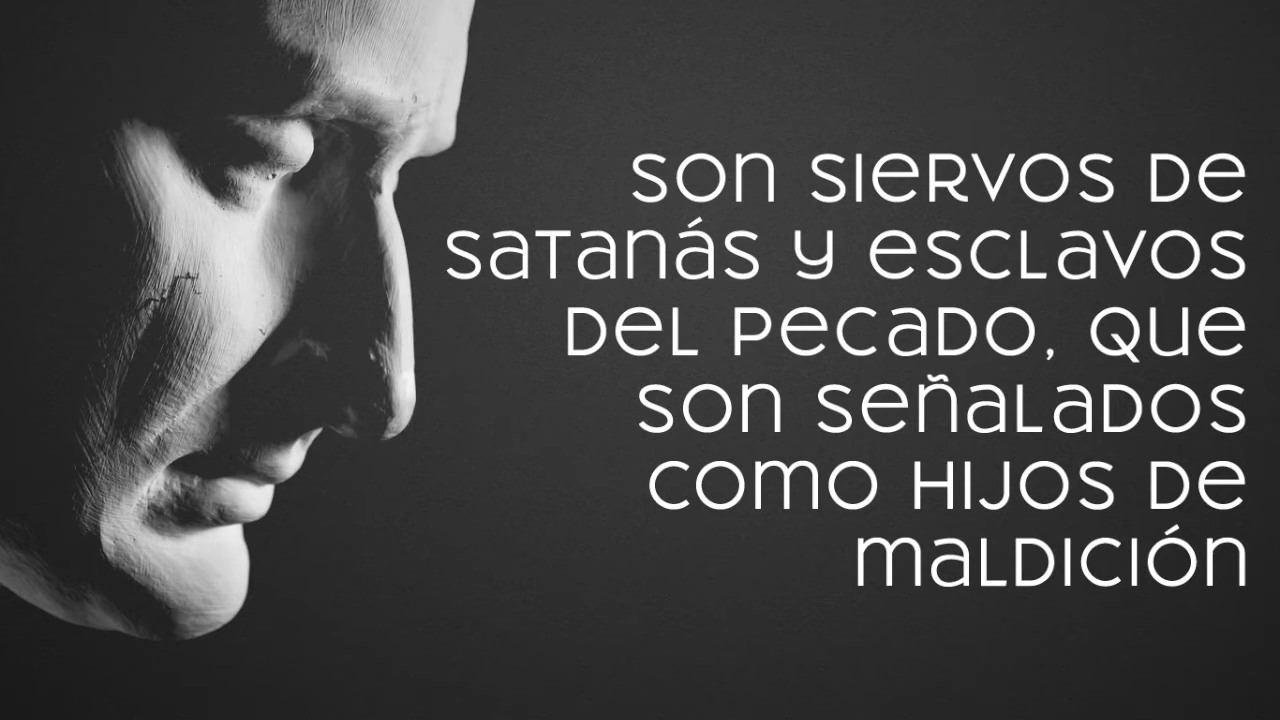 Son siervos de
Satanás y esclavos
del pecado, que
son señalados
como hijos de
maldición